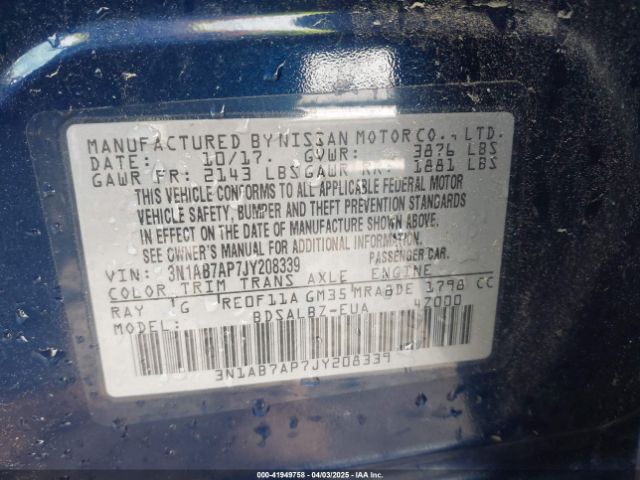 MANUFACTURED BY NISSAN MOTOR CO., LTD.
DATE: 10/17. GVWR: 3876 LBS
GAWR FR: 2143 LBS GAWR RR: 1881 LBS
THIS VEHICLE CONFORMS TO ALL APPLICABLE FEDERAL MOTOR
VEHICLE SAFETY, BUMPER AND THEFT PREVENTION STANDARDS
IN EFFECT ON THE DATE OF MANUFACTURE SHOWN ABOVE.
SEE OWNER'S MANUAL FOR ADDITIONAL INFORMATION.
VIN: 3N1AB7AP7JY208339 PASSENGER CAR.
COLOR TRIM TRANS AXLE ENGINE
RAY G RE0F11A GM35 MRA8DE 1798 CC
MODEL: BDSALBZ-EUA 4Z000
3N1AB7AP7JY208339
000-41949758 - 04/03/2025 - IAA, Inc.